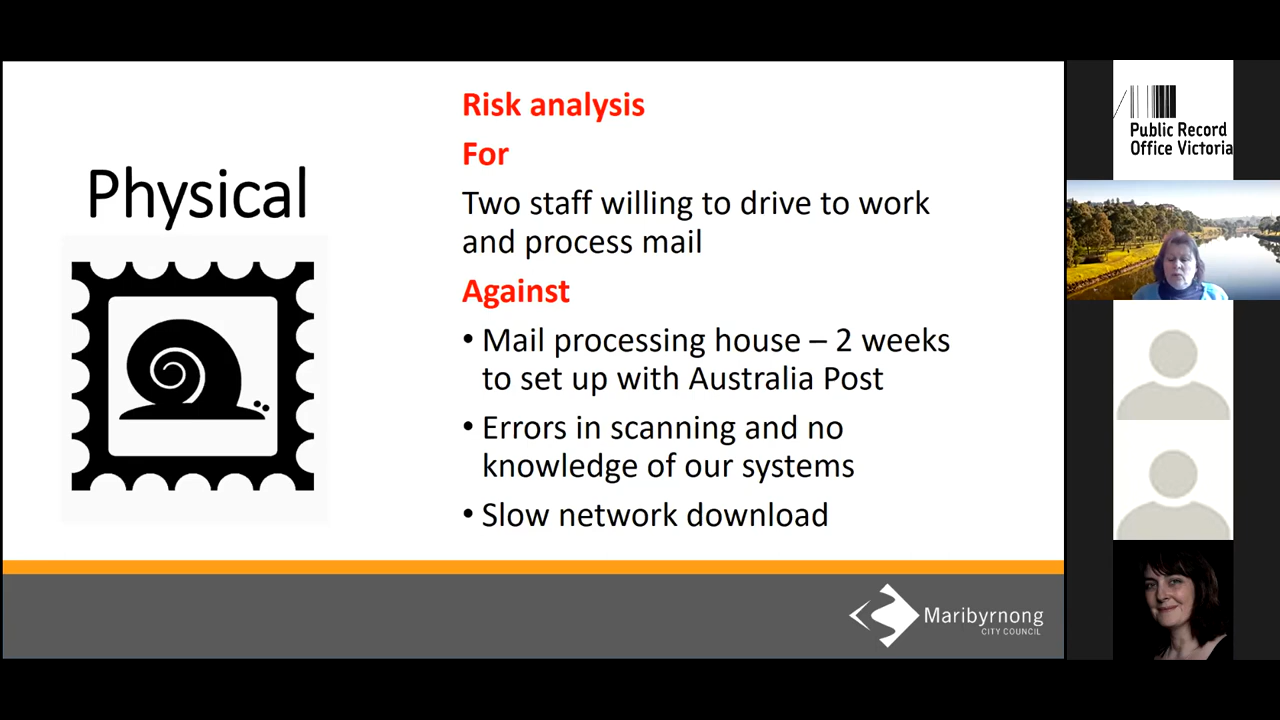 Physical
Risk analysis
For
Two staff willing to drive to work
and process mail
Against
• Mail processing house – 2 weeks
to set up with Australia Post
• Errors in scanning and no
knowledge of our systems
• Slow network download
Maribyrnong
CITY COUNCIL
Public Record
Office Victoria